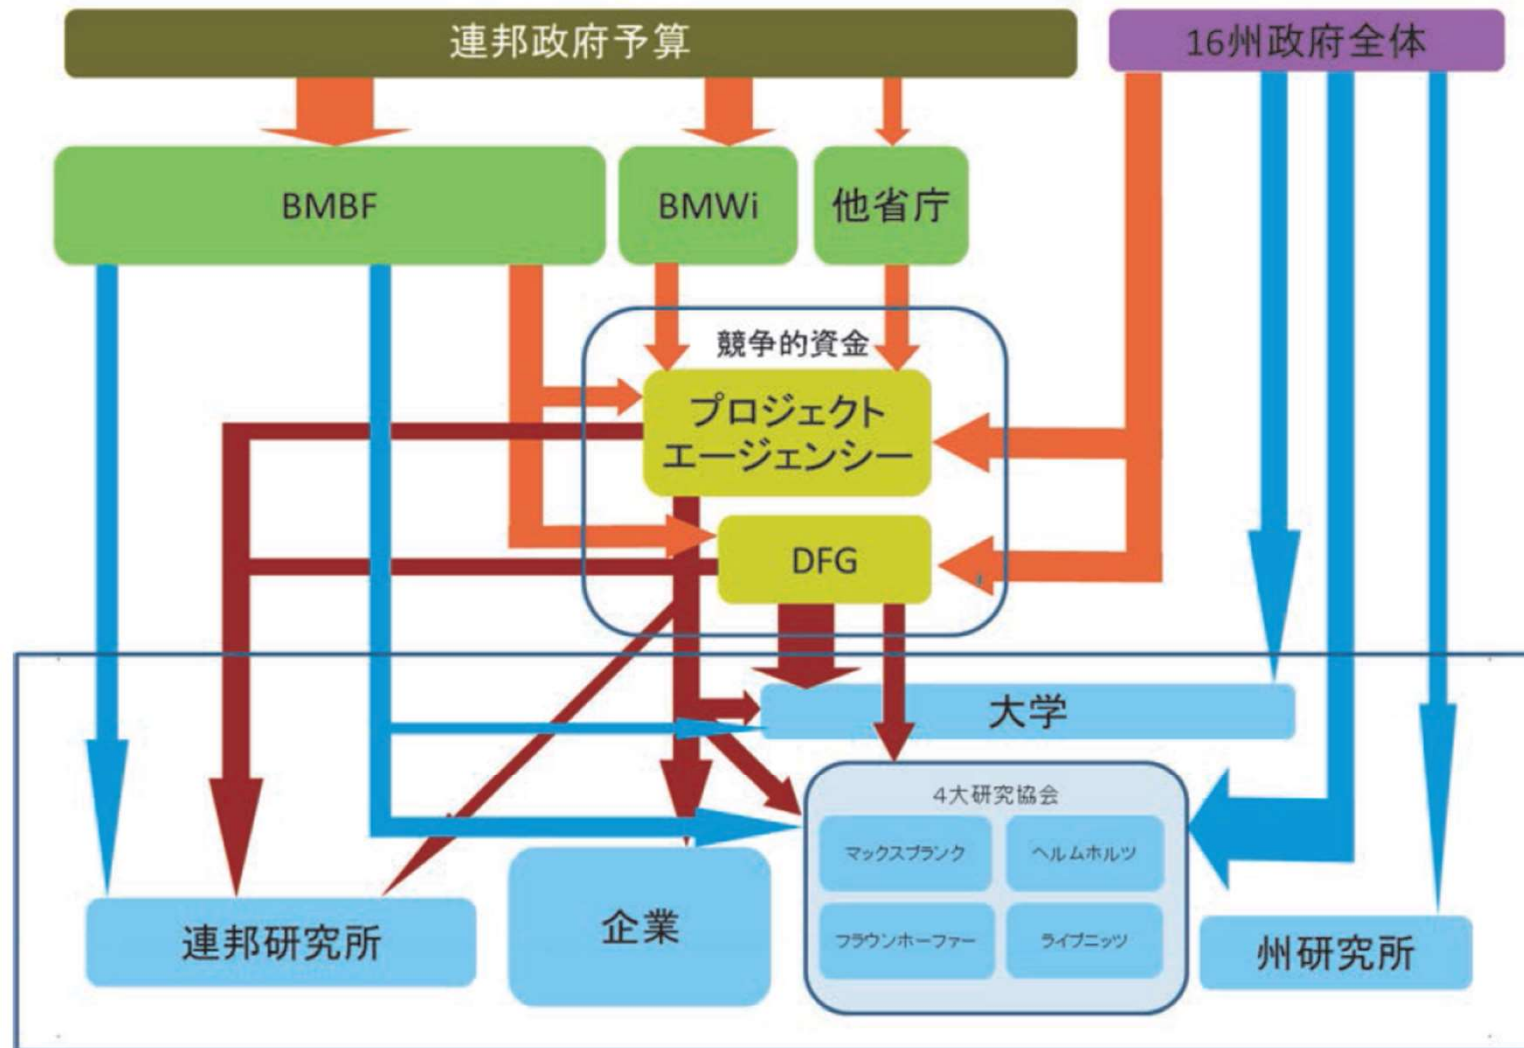 連邦政府予算
16州政府全体
BMBF
BMWi
他省庁
競争的資金
プロジェクト
エージェンシー
DFG
大学
4大研究協会
マックスプランク
ヘルムホルツ
フラウンホーファー
ライプニッツ
連邦研究所
企業
州研究所